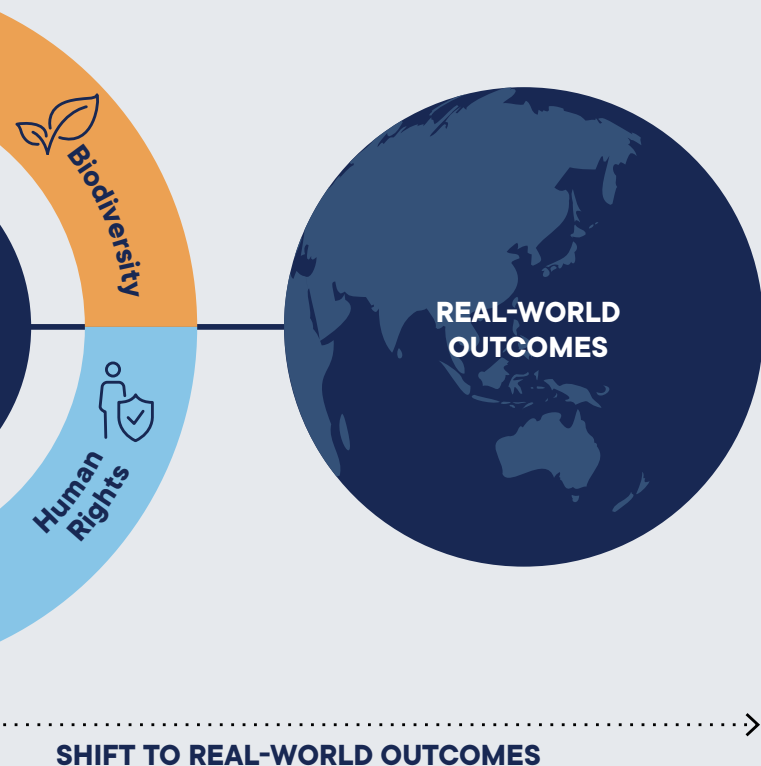 Biodiversity
REAL-WORLD
OUTCOMES
Human
Rights
SHIFT TO REAL-WORLD OUTCOMES